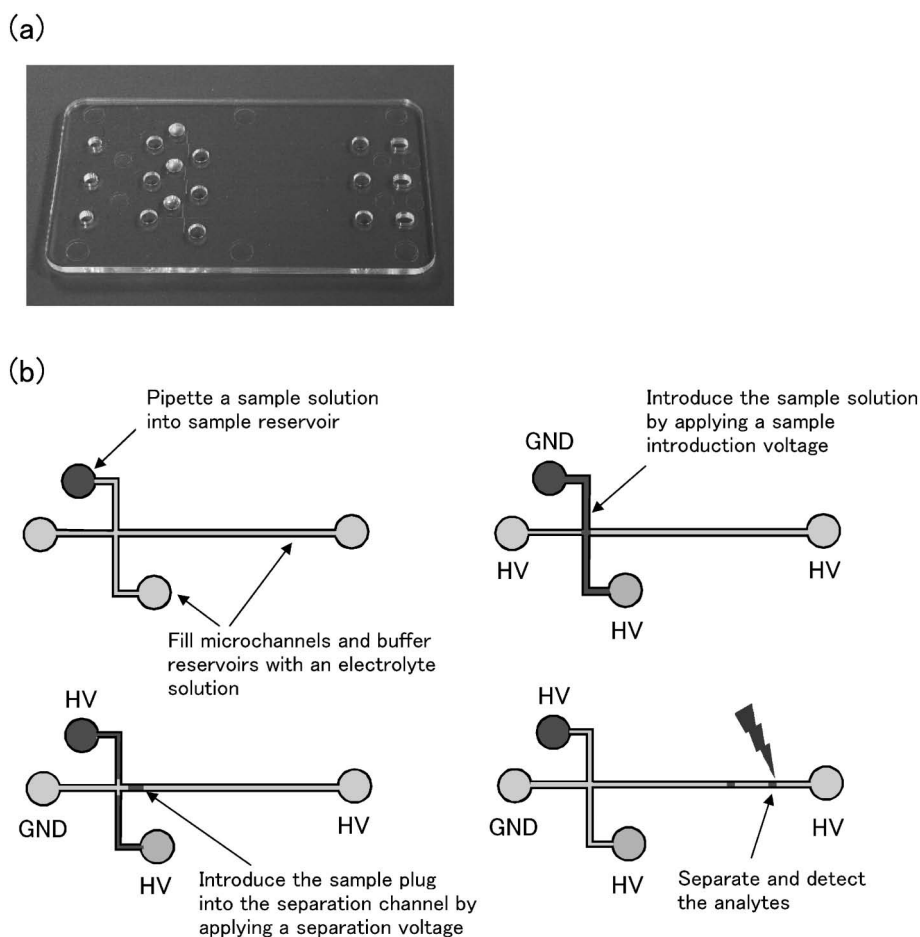 (a)
(b)
Pipette a sample solution
into sample reservoir
Fill microchannels and buffer
reservoirs with an electrolyte
solution
Introduce the sample solution
by applying a sample
introduction voltage
GND
HV
HV
HV
HV
GND
HV
HV
Introduce the sample plug
into the separation channel by
applying a separation voltage
HV
GND
HV
HV
Separate and detect
the analytes